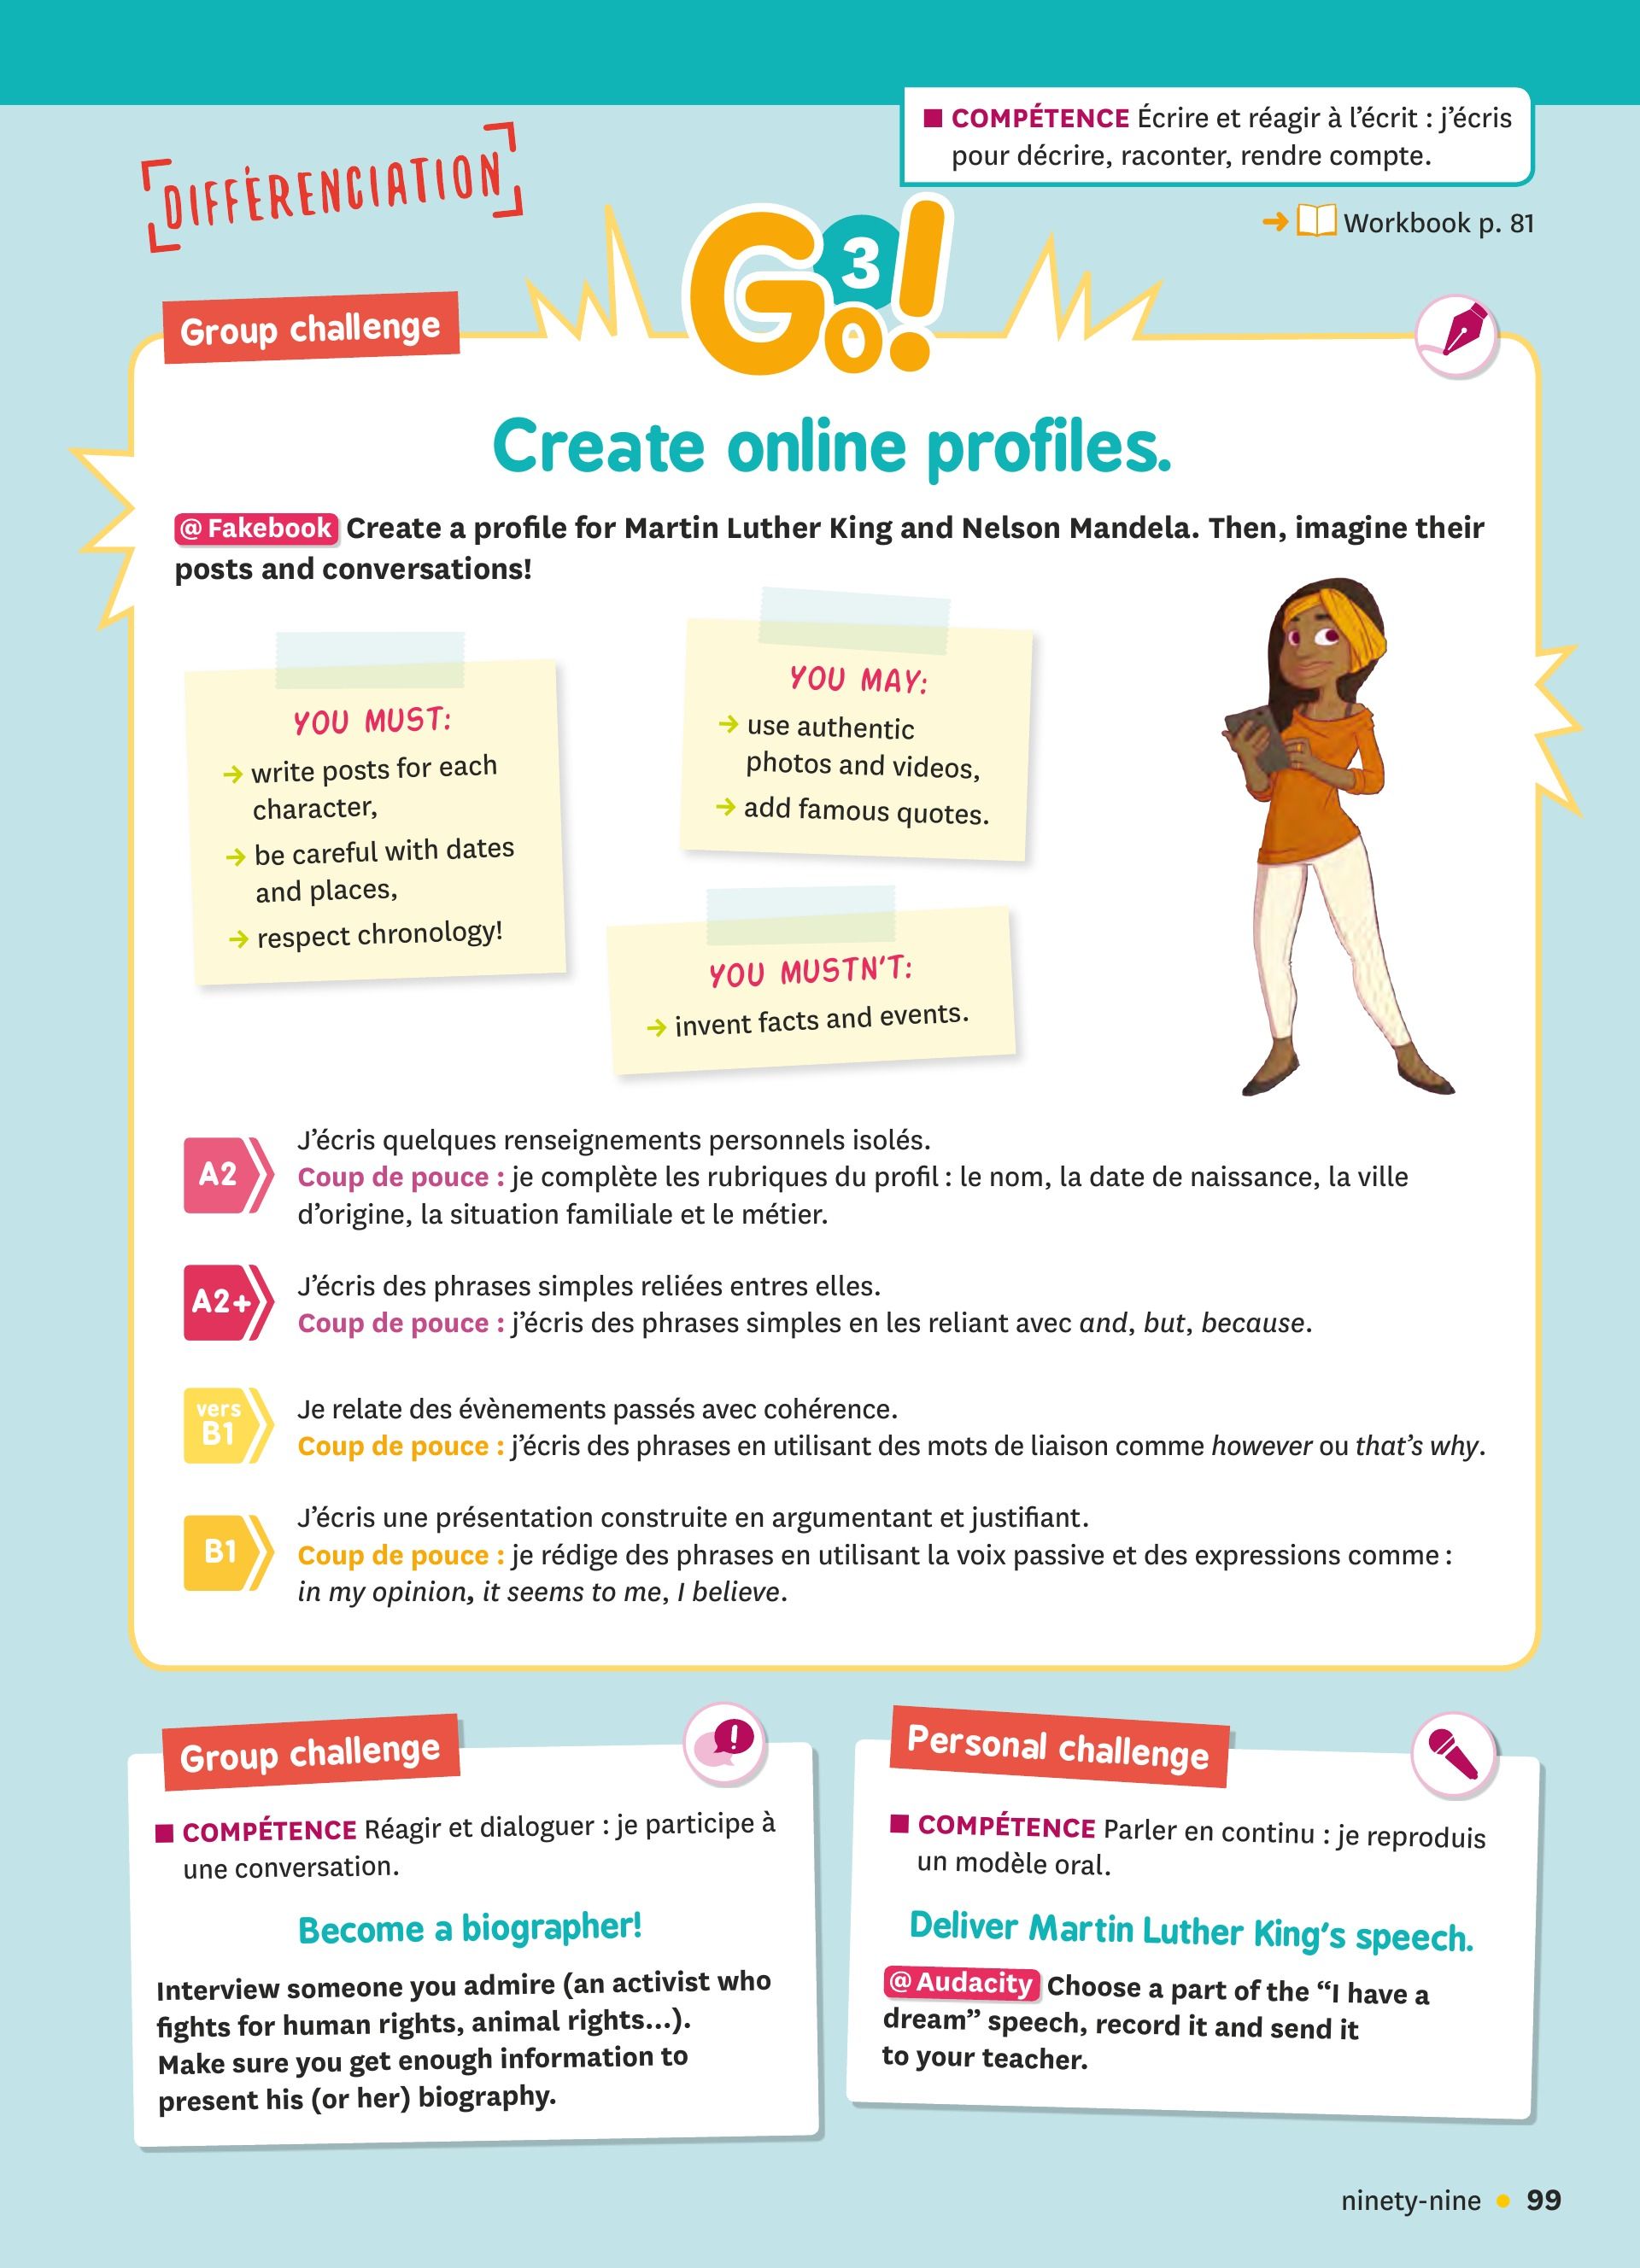 ■ COMPÉTENCE Écrire et réagir à l'écrit : j'écris
pour décrire, raconter, rendre compte.
DIFFÉRENCIATION
➜ Workbook p. 81
Go! 3
Group challenge
Create online profiles.
@ Fakebook Create a profile for Martin Luther King and Nelson Mandela. Then, imagine their
posts and conversations!
YOU MUST:
→ write posts for each
character,
→ be careful with dates
and places,
→ respect chronology!
YOU MAY:
→ use authentic
photos and videos,
→ add famous quotes.
YOU MUSTN'T:
→ invent facts and events.
A2
J'écris quelques renseignements personnels isolés.
Coup de pouce : je complète les rubriques du profil : le nom, la date de naissance, la ville
d'origine, la situation familiale et le métier.
A2+
J'écris des phrases simples reliées entres elles.
Coup de pouce : j'écris des phrases simples en les reliant avec and, but, because.
vers
B1
Je relate des évènements passés avec cohérence.
Coup de pouce : j'écris des phrases en utilisant des mots de liaison comme however ou that's why.
B1
J'écris une présentation construite en argumentant et justifiant.
Coup de pouce : je rédige des phrases en utilisant la voix passive et des expressions comme :
in my opinion, it seems to me, I believe.
Group challenge
■ COMPÉTENCE Réagir et dialoguer : je participe à
une conversation.
Become a biographer!
Interview someone you admire (an activist who
fights for human rights, animal rights...).
Make sure you get enough information to
present his (or her) biography.
Personal challenge
■ COMPÉTENCE Parler en continu : je reproduis
un modèle oral.
Deliver Martin Luther King's speech.
@ Audacity Choose a part of the “I have a
dream” speech, record it and send it
to your teacher.
ninety-nine • 99